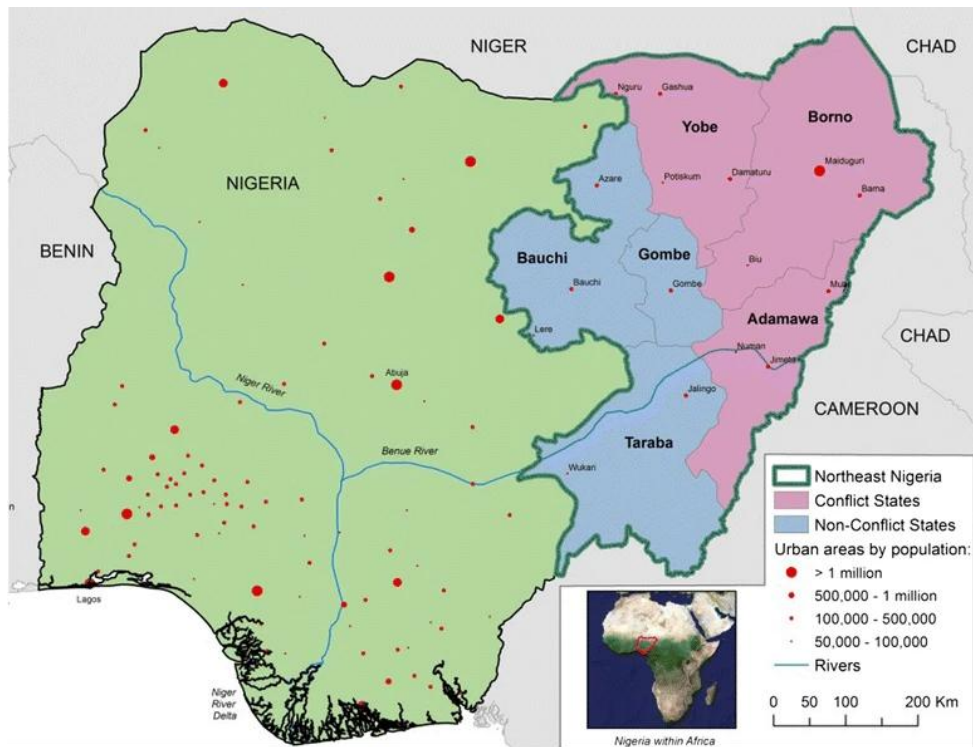 NIGER
CHAD
Nguru
Gashua
Yobe
Borno
Maiduguri
NIGERIA
Azare
Potiskum
Damaturu
Bama
BENIN
Bauchi
Gombe
Biu
Bauchi
Gombe
Mubi
Adamawa
CHAD
Lere
Numan
Jimeta
Abuja
Niger River
Jalingo
CAMEROON
Taraba
Benue River
Wukari
n
Lagos
Niger
River
Delta
Northeast Nigeria
Conflict States
Non-Conflict States
Urban areas by population:
> 1 million
500,000 - 1 million
100,000 - 500,000
50,000 - 100,000
Rivers
0 50 100 200 Km
Nigeria within Africa